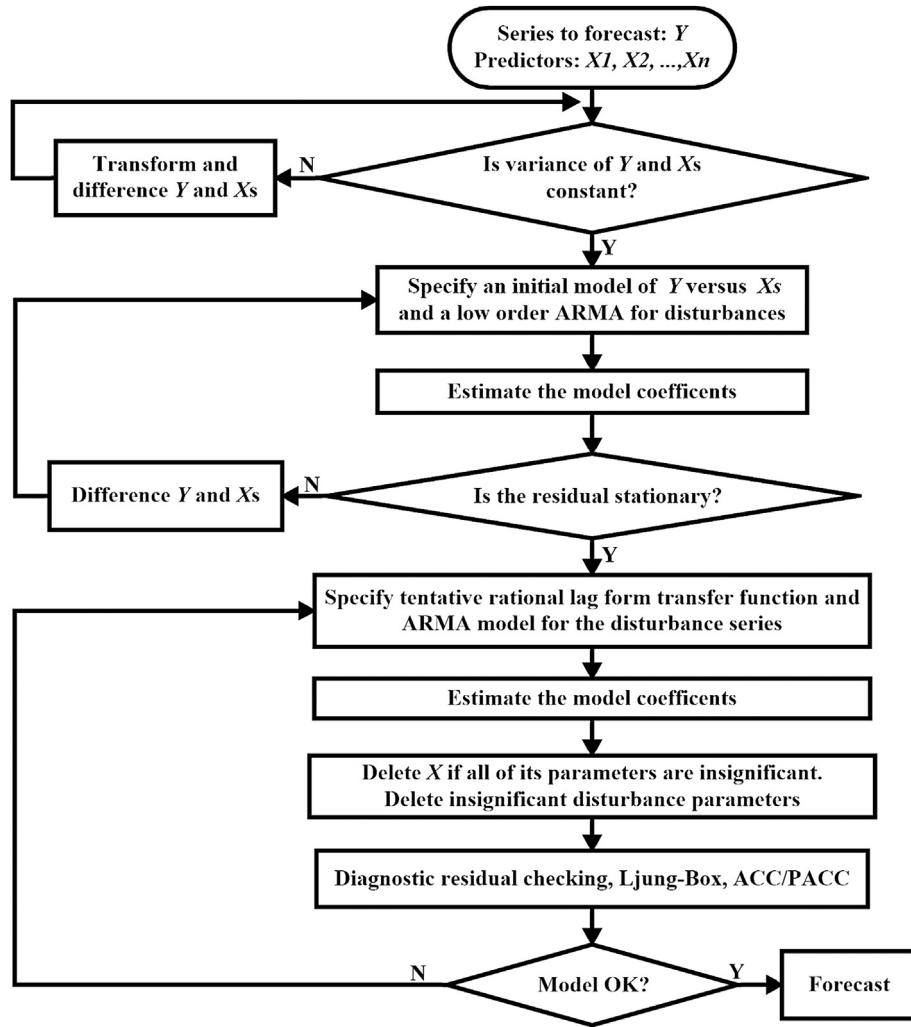 Series to forecast: Y
Predictors: X1, X2, ...,Xn
Is variance of Y and Xs
constant?
N
Transform and
difference Y and Xs
Y
Specify an initial model of Y versus Xs
and a low order ARMA for disturbances
Estimate the model coefficents
Is the residual stationary?
N
Difference Y and Xs
Y
Specify tentative rational lag form transfer function and
ARMA model for the disturbance series
Estimate the model coefficents
Delete X if all of its parameters are insignificant.
Delete insignificant disturbance parameters
Diagnostic residual checking, Ljung-Box, ACC/PACC
Model OK?
N
Y
Forecast